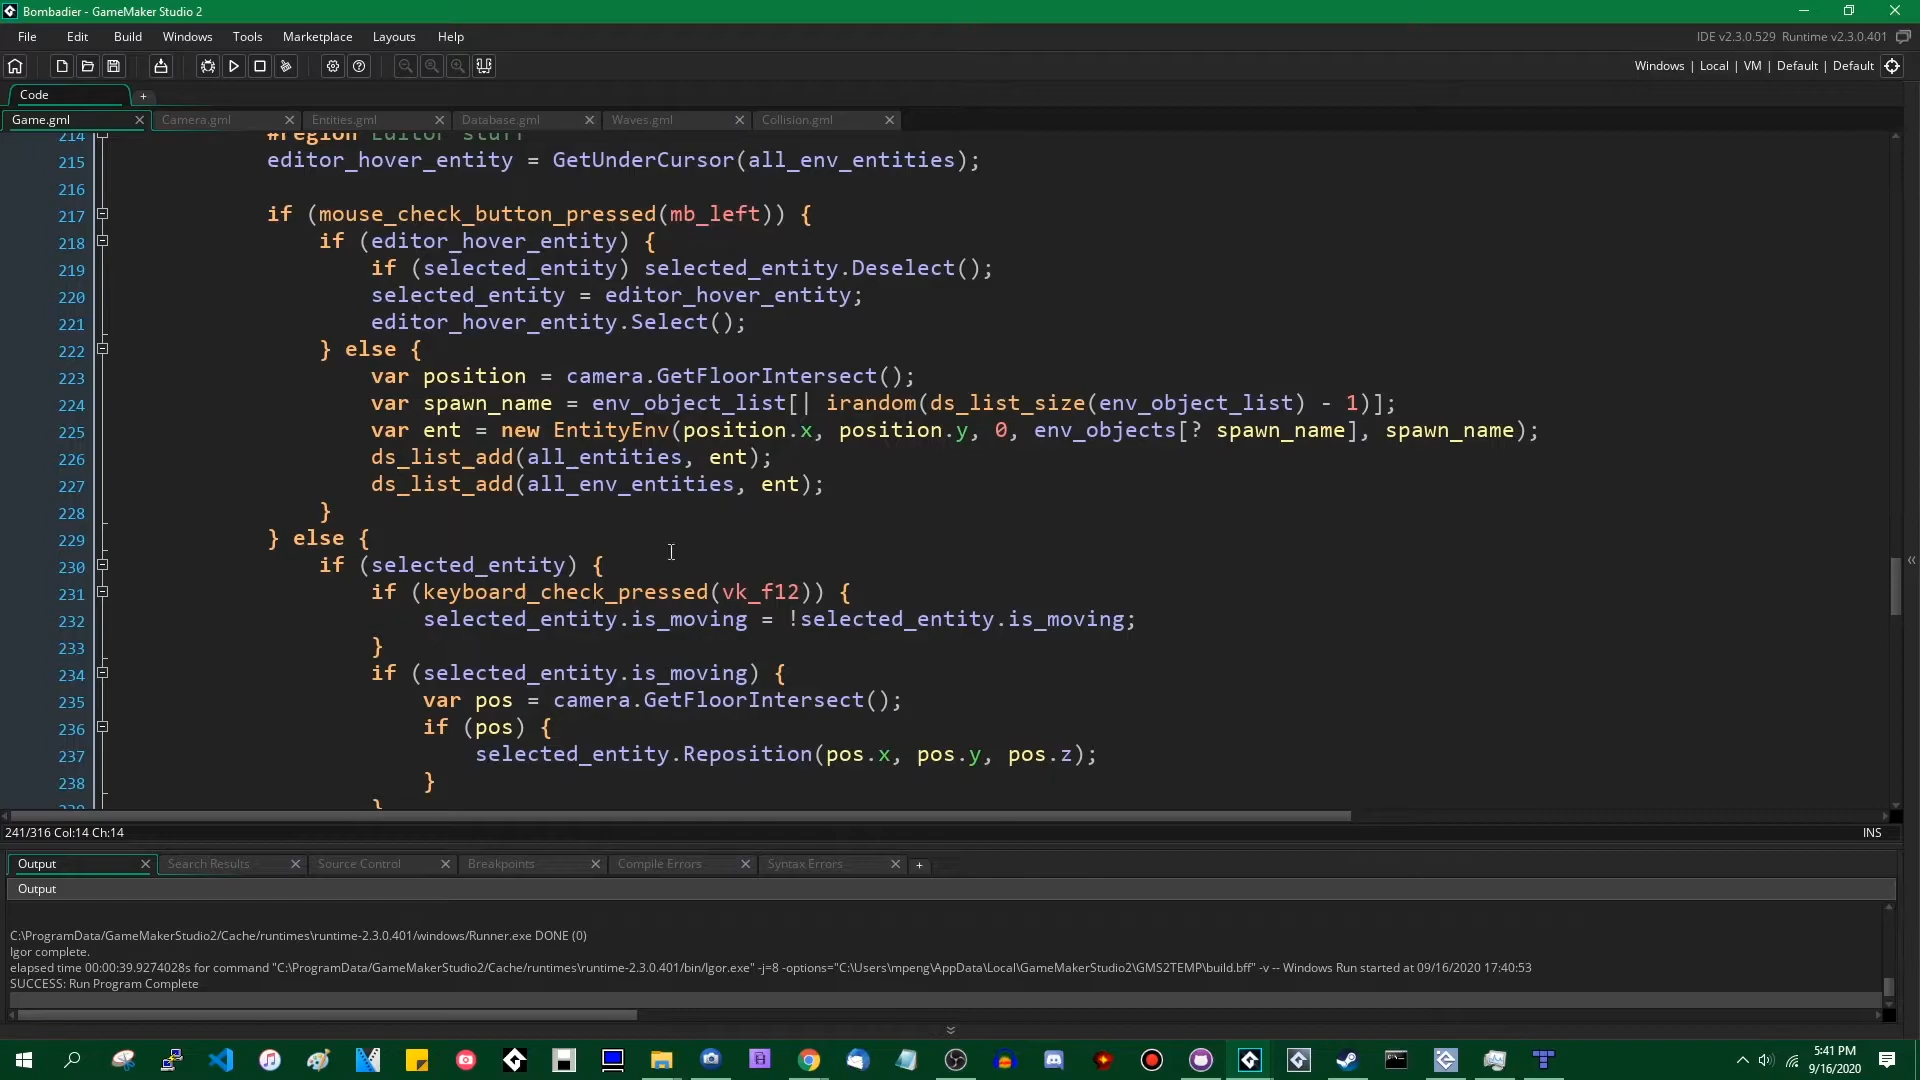 Bombadier - GameMaker Studio 2
File Edit Build Windows Tools Marketplace Layouts Help
IDE v2.3.0.529 Runtime v2.3.0.401
Windows | Local | VM | Default | Default
Code
Game.gml Camera.gml Entities.gml Database.gml Waves.gml Collision.gml
214 #region Editor stuff
215 editor_hover_entity = GetUnderCursor(all_env_entities);
216
217 if (mouse_check_button_pressed(mb_left)) {
218 if (editor_hover_entity) {
219 if (selected_entity) selected_entity.Deselect();
220 selected_entity = editor_hover_entity;
221 editor_hover_entity.Select();
222 } else {
223 var position = camera.GetFloorIntersect();
224 var spawn_name = env_object_list[| irandom(ds_list_size(env_object_list) - 1)];
225 var ent = new EntityEnv(position.x, position.y, 0, env_objects[? spawn_name], spawn_name);
226 ds_list_add(all_entities, ent);
227 ds_list_add(all_env_entities, ent);
228 }
229 } else {
230 if (selected_entity) {
231 if (keyboard_check_pressed(vk_f12)) {
232 selected_entity.is_moving = !selected_entity.is_moving;
233 }
234 if (selected_entity.is_moving) {
235 var pos = camera.GetFloorIntersect();
236 if (pos) {
237 selected_entity.Reposition(pos.x, pos.y, pos.z);
238 }
239 }
241/316 Col:14 Ch:14 INS
Output Search Results Source Control Breakpoints Compile Errors Syntax Errors
Output
C:\ProgramData/GameMakerStudio2/Cache/runtimes\runtime-2.3.0.401/windows/Runner.exe DONE (0)
Igor complete.
elapsed time 00:00:39.9274028s for command "C:\ProgramData/GameMakerStudio2/Cache/runtimes\runtime-2.3.0.401/bin/Igor.exe" -j=8 -options="C:\Users\mpeng\AppData\Local\GameMakerStudio2\GMS2TEMP\build.bff" -v -- Windows Run started at 09/16/2020 17:40:53
SUCCESS: Run Program Complete
5:41 PM
9/16/2020